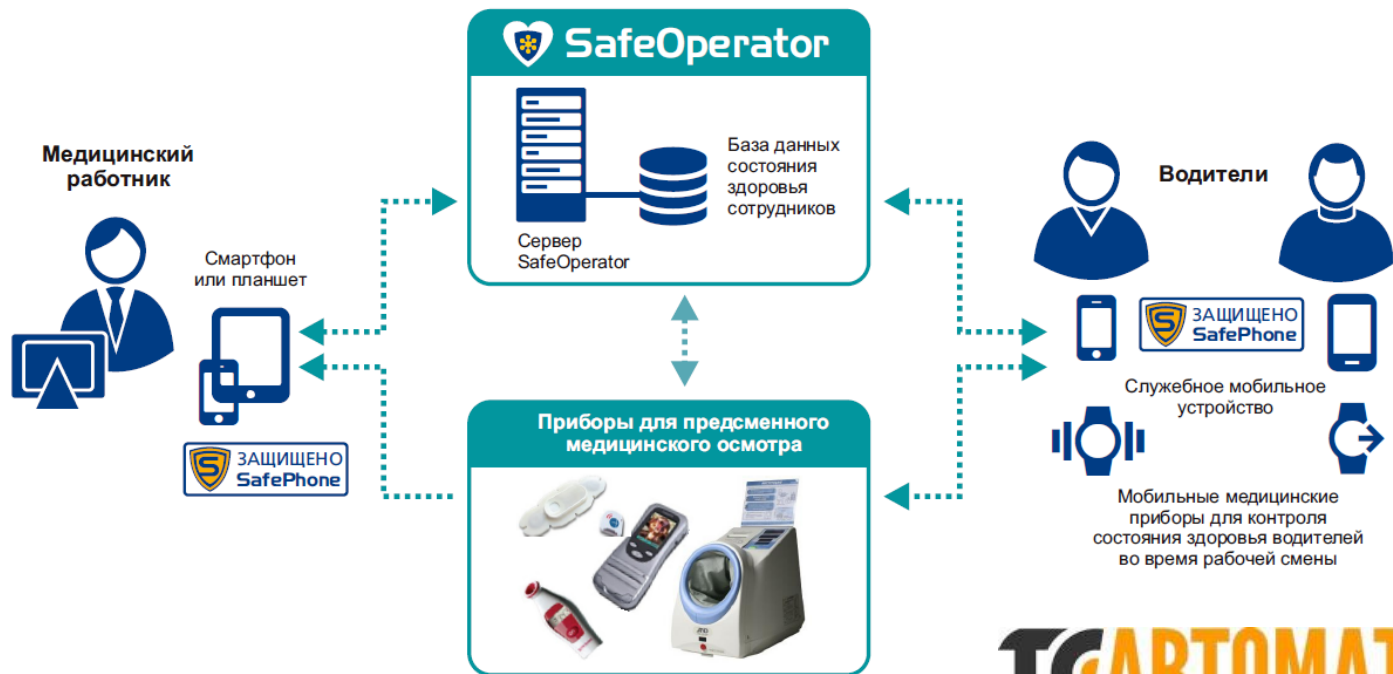 SafeOperator
База данных
состояния
здоровья
сотрудников
Сервер
SafeOperator
Медицинский
работник
Смартфон
или планшет
ЗАЩИЩЕНО
SafePhone
Водители
ЗАЩИЩЕНО
SafePhone
Служебное мобильное
устройство
Мобильные медицинские
приборы для контроля
состояния здоровья водителей
во время рабочей смены
Приборы для предсменного
медицинского осмотра
AND